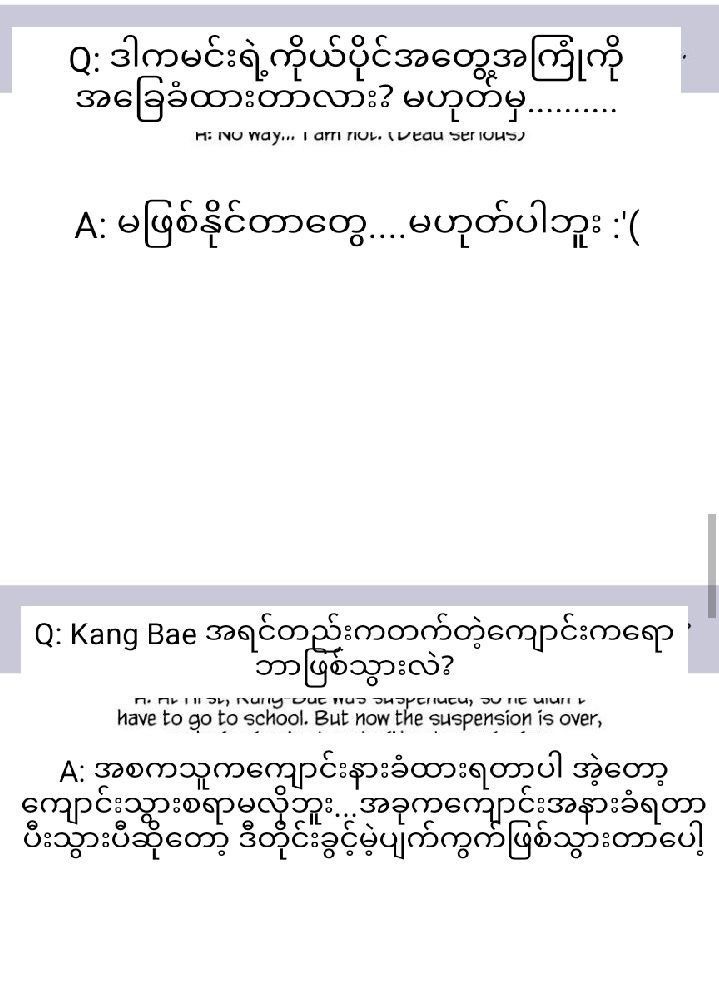 Q: ဒါကမင်းရဲ့ကိုယ်ပိုင်အတွေ့အကြုံကို
အခြေခံထားတာလား? မဟုတ်မှ..........
A: No way... I am not. (Dead serious)
A: မဖြစ်နိုင်တာတွေ....မဟုတ်ပါဘူး :'(
Q: Kang Bae အရင်တည်းကတက်တဲ့ကျောင်းကရော
ဘာဖြစ်သွားလဲ?
A: At first, Kang Bae was suspended, so he didn't
have to go to school. But now the suspension is over,
A: အစကသူကကျောင်းနားခံထားရတာပါ အဲ့တော့
ကျောင်းသွားစရာမလိုဘူး...အခုကကျောင်းအနားခံရတာ
ပီးသွားပီဆိုတော့ ဒီတိုင်းခွင့်မဲ့ပျက်ကွက်ဖြစ်သွားတာပေါ့